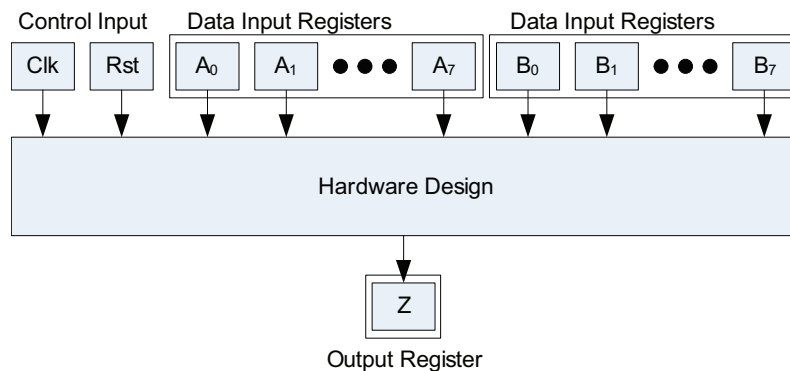 Control Input Data Input Registers Data Input Registers
Clk Rst A₀ A₁ ●●● A₇ B₀ B₁ ●●● B₇
Hardware Design
Z
Output Register